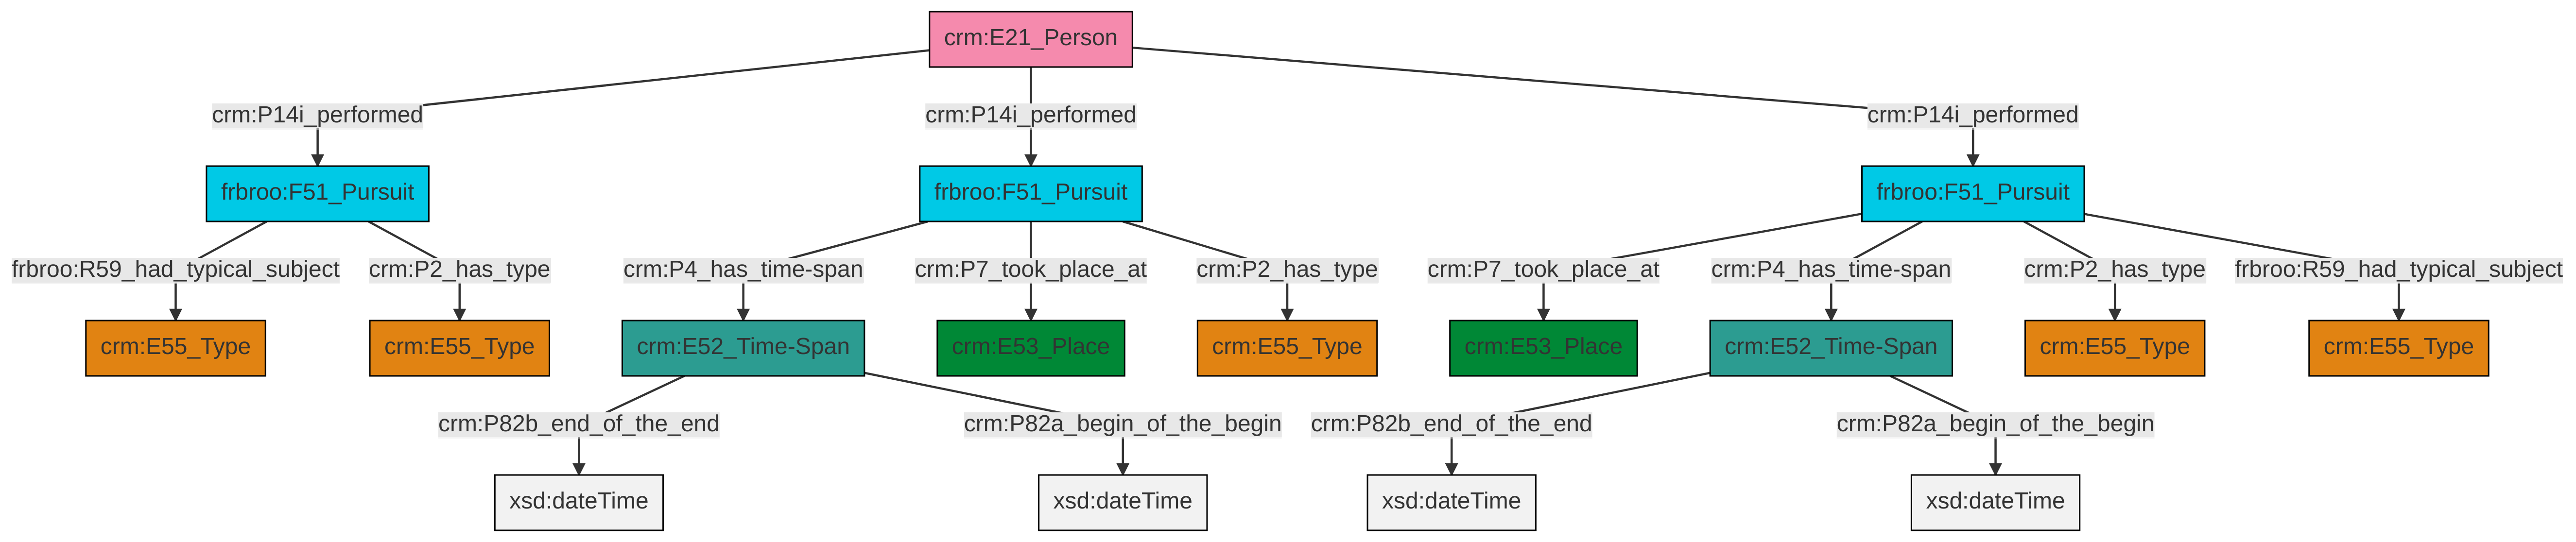 crm:E21_Person
crm:P14i_performed
crm:P14i_performed
crm:P14i_performed
frbroo:F51_Pursuit
frbroo:F51_Pursuit
frbroo:F51_Pursuit
frbroo:R59_had_typical_subject
crm:P2_has_type
crm:P4_has_time-span
crm:P7_took_place_at
crm:P2_has_type
crm:P7_took_place_at
crm:P4_has_time-span
crm:P2_has_type
frbroo:R59_had_typical_subject
crm:E55_Type
crm:E55_Type
crm:E52_Time-Span
crm:E53_Place
crm:E55_Type
crm:E53_Place
crm:E52_Time-Span
crm:E55_Type
crm:E55_Type
crm:P82b_end_of_the_end
crm:P82a_begin_of_the_begin
crm:P82b_end_of_the_end
crm:P82a_begin_of_the_begin
xsd:dateTime
xsd:dateTime
xsd:dateTime
xsd:dateTime